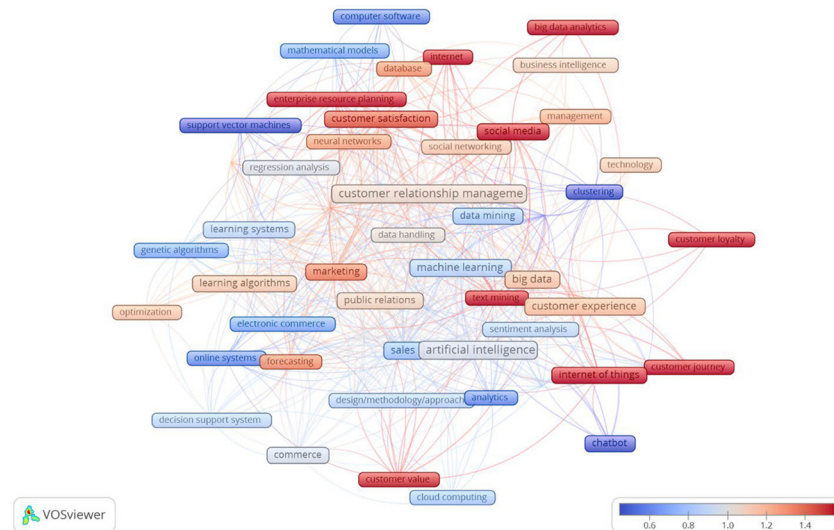 computer software
big data analytics
mathematical models
internet
database
business intelligence
enterprise resource planning
customer satisfaction
management
support vector machines
social media
neural networks
social networking
regression analysis
technology
customer relationship manageme
clustering
data mining
learning systems
data handling
customer loyalty
genetic algorithms
machine learning
marketing
big data
learning algorithms
public relations
text mining
customer experience
optimization
electronic commerce
sentiment analysis
sales
artificial intelligence
online systems
forecasting
customer journey
internet of things
design/methodology/approach
analytics
decision support system
chatbot
commerce
customer value
cloud computing
VOSviewer
0.6 0.8 1.0 1.2 1.4